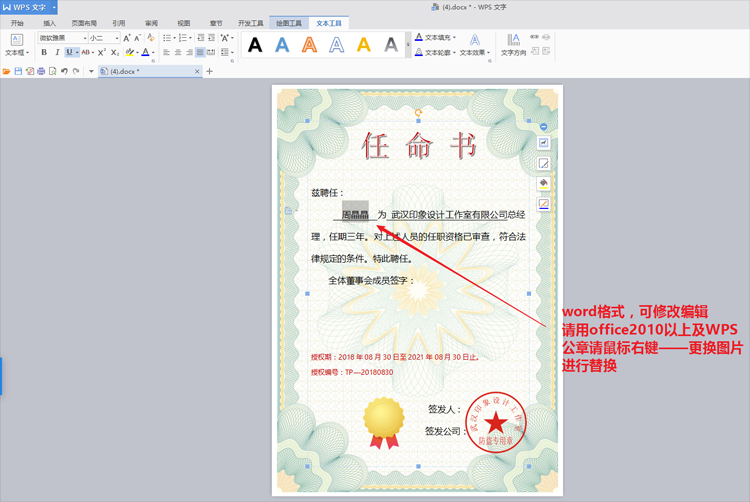 WPS 文字
(4).docx * - WPS 文字
开始 插入 页面布局 引用 审阅 视图 章节 开发工具 绘图工具 文本工具
文本框
微软雅黑 小二
文本填充
文本轮廓
文本效果
文字方向
(4).docx *
任命书
兹聘任：
周晶晶 为 武汉印象设计工作室有限公司总经
理，任期三年。对上述人员的任职资格已审查，符合法
律规定的条件。特此聘任。
全体董事会成员签字：
word格式，可修改编辑
请用office2010以上及WPS
公章请鼠标右键——更换图片
进行替换
授权期：2018 年 08 月 30 日至 2021 年 08 月 30 日止。
授权编号：TP—20180830
签发人：
签发公司：
武汉印象设计工作室
防盗专用章